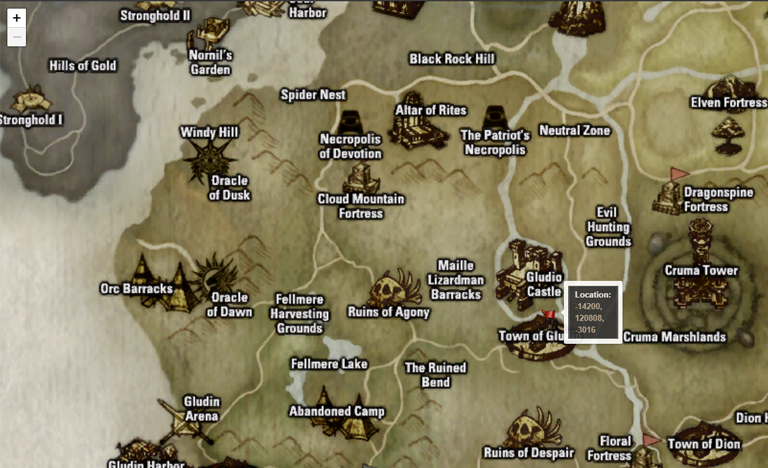 +
−
Stronghold II
Harbor
Hills of Gold
Nornil's
Garden
Black Rock Hill
Stronghold I
Spider Nest
Altar of Rites
Elven Fortress
Windy Hill
Necropolis
of Devotion
The Patriot's
Necropolis
Neutral Zone
Oracle
of Dusk
Cloud Mountain
Fortress
Dragonspine
Fortress
Evil
Hunting
Grounds
Maille
Lizardman
Barracks
Gludio
Castle
Cruma Tower
Orc Barracks
Oracle
of Dawn
Fellmere
Harvesting
Grounds
Ruins of Agony
Location:
-14200,
120808,
-3016
Town of Glu
Cruma Marshlands
Fellmere Lake
The Ruined
Bend
Gludin
Arena
Abandoned Camp
Dion
Ruins of Despair
Floral
Fortress
Town of Dion
Gludin Harbor